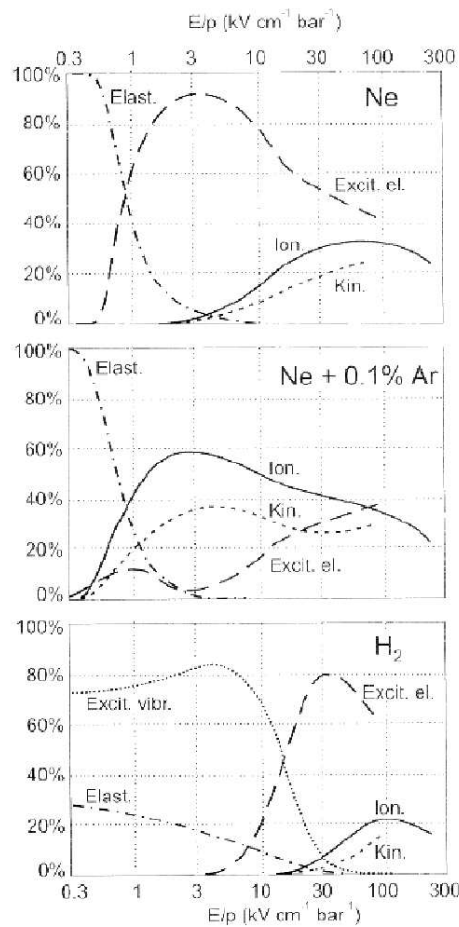 E/p (kV cm⁻¹ bar⁻¹)
0.3 1 3 10 30 100 300
100%
80%
60%
40%
20%
0%
Ne
Elast.
Excit. el.
Ion.
Kin.
100%
80%
60%
40%
20%
0%
Ne + 0.1% Ar
Elast.
Ion.
Kin.
Excit. el.
100%
80%
60%
40%
20%
0%
H₂
Excit. vibr.
Excit. el.
Elast.
Ion.
Kin.
0.3 1 3 10 30 100 300
E/p (kV cm⁻¹ bar⁻¹)